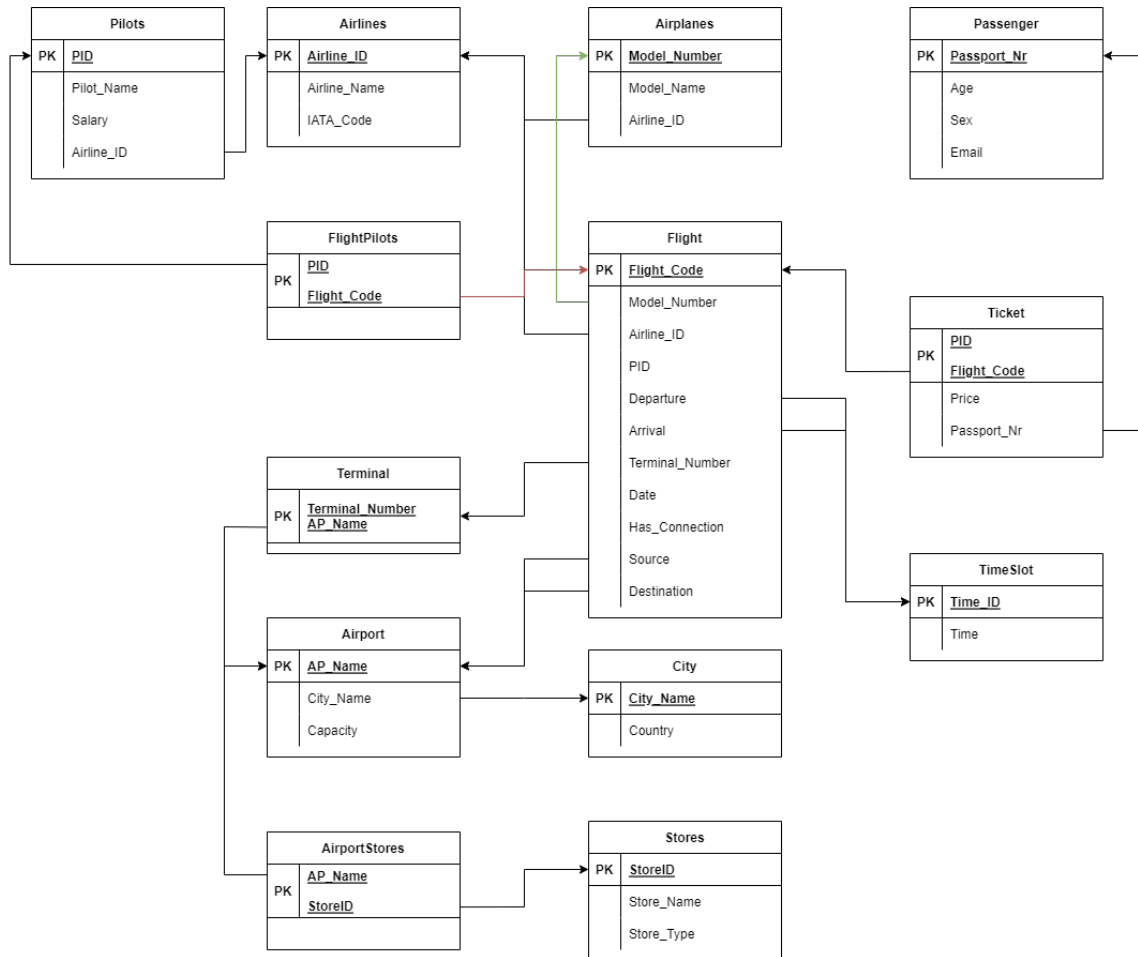 Pilots
PK PID
Pilot_Name
Salary
Airline_ID
Airlines
PK Airline_ID
Airline_Name
IATA_Code
Airplanes
PK Model_Number
Model_Name
Airline_ID
Passenger
PK Passport_Nr
Age
Sex
Email
FlightPilots
PK PID
Flight_Code
Flight
PK Flight_Code
Model_Number
Airline_ID
PID
Departure
Arrival
Terminal_Number
Date
Has_Connection
Source
Destination
Ticket
PK PID
Flight_Code
Price
Passport_Nr
Terminal
PK Terminal_Number
AP_Name
TimeSlot
PK Time_ID
Time
Airport
PK AP_Name
City_Name
Capacity
City
PK City_Name
Country
AirportStores
PK AP_Name
StoreID
Stores
PK StoreID
Store_Name
Store_Type